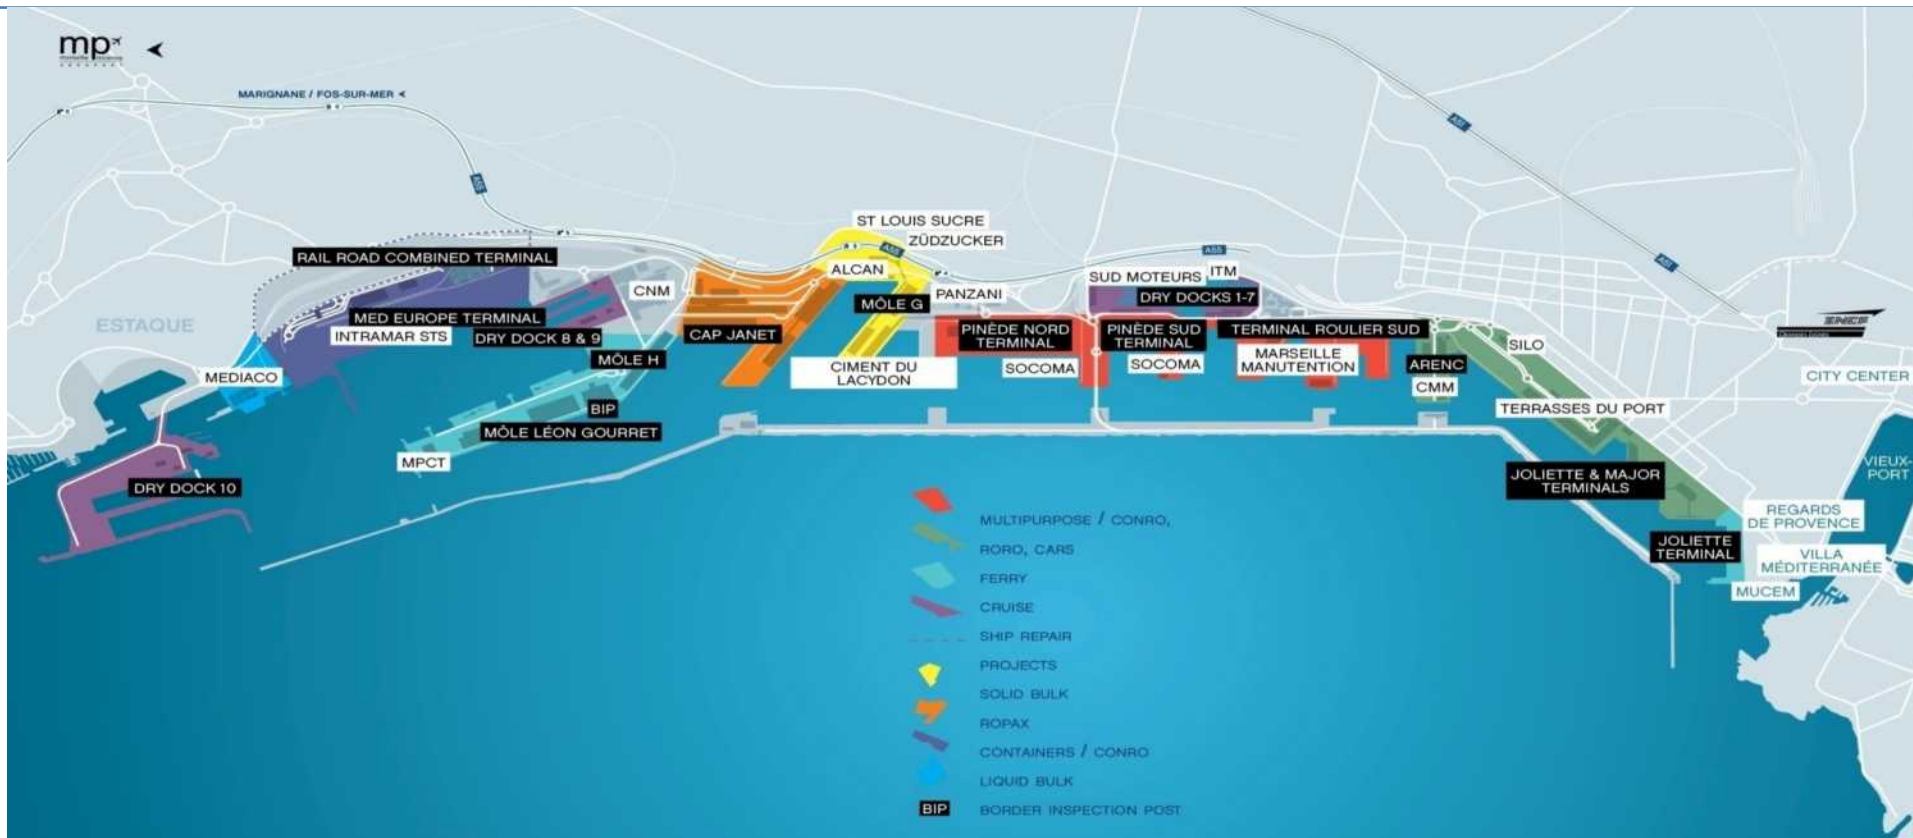 mp
MARIGNANE / FOS-SUR-MER
A55
A51
ST LOUIS SUCRE
ZÜDZUCKER
A55
A55
A51
RAIL ROAD COMBINED TERMINAL
ALCAN
SUD MOTEURS
ITM
CNM
MÔLE G
PANZANI
DRY DOCKS 1-7
ESTAQUE
MED EUROPE TERMINAL
INTRAMAR STS
DRY DOCK 8 & 9
CAP JANET
PINÈDE NORD
TERMINAL
PINÈDE SUD
TERMINAL
TERMINAL ROULIER SUD
SILO
MEDIACO
MÔLE H
CIMENT DU
LACYDON
SOCOMA
SOCOMA
MARSEILLE
MANUTENTION
ARENC
CMM
CITY CENTER
BIP
MÔLE LÉON GOURRET
TERRASSES DU PORT
MPCT
DRY DOCK 10
JOLIETTE & MAJOR
TERMINALS
VIEUX-
PORT
REGARDS
DE PROVENCE
JOLIETTE
TERMINAL
VILLA
MÉDITERRANÉE
MUCEM
MULTIPURPOSE / CONRO,
RORO, CARS
FERRY
CRUISE
SHIP REPAIR
PROJECTS
SOLID BULK
ROPAX
CONTAINERS / CONRO
LIQUID BULK
BIP BORDER INSPECTION POST